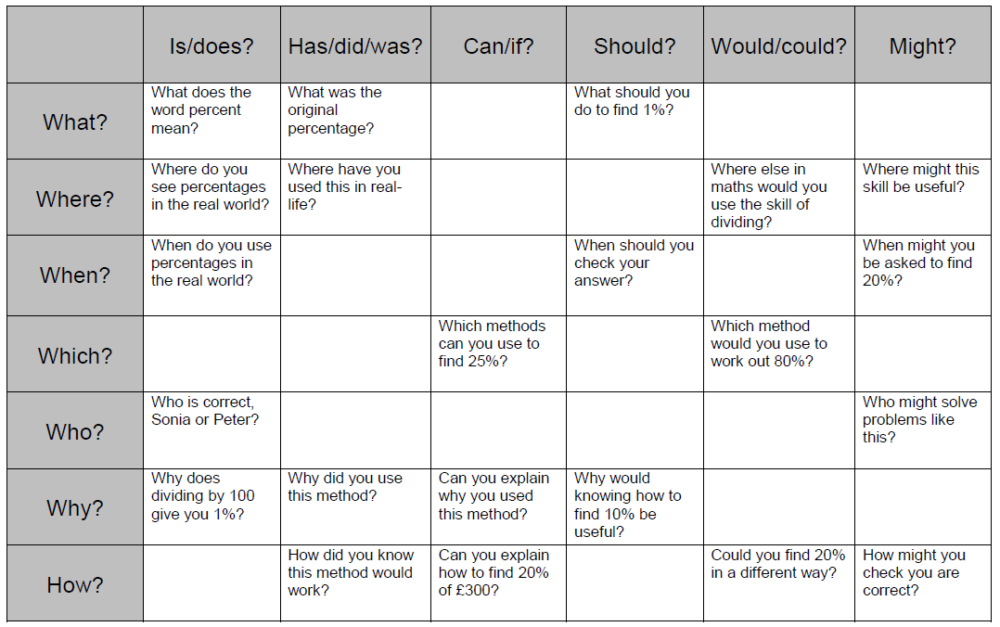 Is/does? Has/did/was? Can/if? Should? Would/could? Might?
What?
What does the
word percent
mean?
What was the
original
percentage?
What should you
do to find 1%?
Where?
Where do you
see percentages
in the real world?
Where have you
used this in real-
life?
Where else in
maths would you
use the skill of
dividing?
Where might this
skill be useful?
When?
When do you use
percentages in
the real world?
When should you
check your
answer?
When might you
be asked to find
20%?
Which?
Which methods
can you use to
find 25%?
Which method
would you use to
work out 80%?
Who?
Who is correct,
Sonia or Peter?
Who might solve
problems like
this?
Why?
Why does
dividing by 100
give you 1%?
Why did you use
this method?
Can you explain
why you used
this method?
Why would
knowing how to
find 10% be
useful?
How?
How did you know
this method would
work?
Can you explain
how to find 20%
of £300?
Could you find 20%
in a different way?
How might you
check you are
correct?